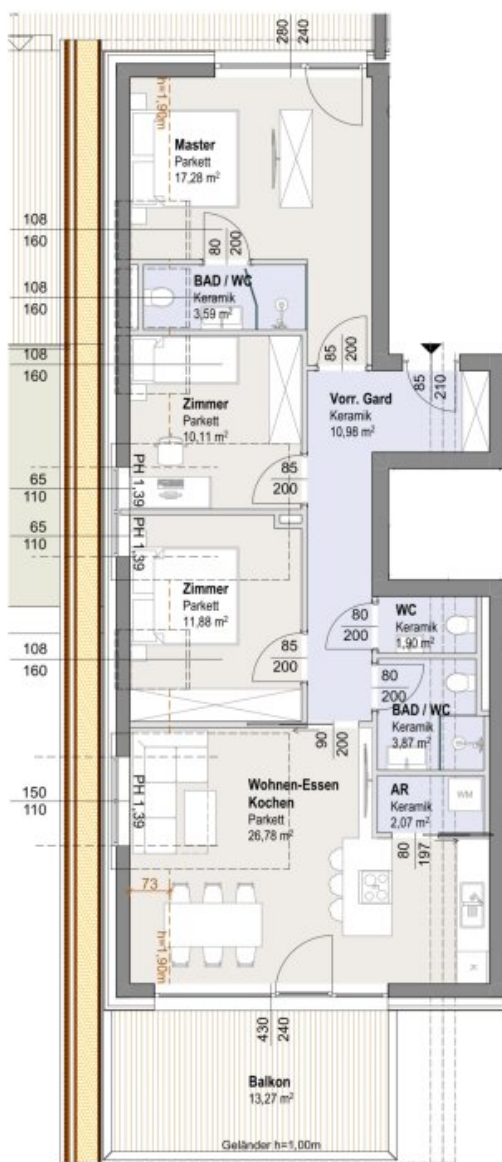 280
240
h=1,90m
Master
Parkett
17,28 m²
108
160
80
200
BAD / WC
Keramik
3,59 m²
108
160
108
160
85
200
85
210
Zimmer
Parkett
10,11 m²
Vorr. Gard
Keramik
10,98 m²
65
110
PH 1,39
85
200
65
110
PH 1,39
Zimmer
Parkett
11,88 m²
80
200
WC
Keramik
1,90 m²
108
160
85
200
80
200
BAD / WC
Keramik
3,87 m²
90
200
150
110
PH 1,39
Wohnen-Essen
Kochen
Parkett
26,78 m²
AR
Keramik
2,07 m²
WM
80
197
73
h=1,90m
K
430
240
Balkon
13,27 m²
Geländer h=1,00m